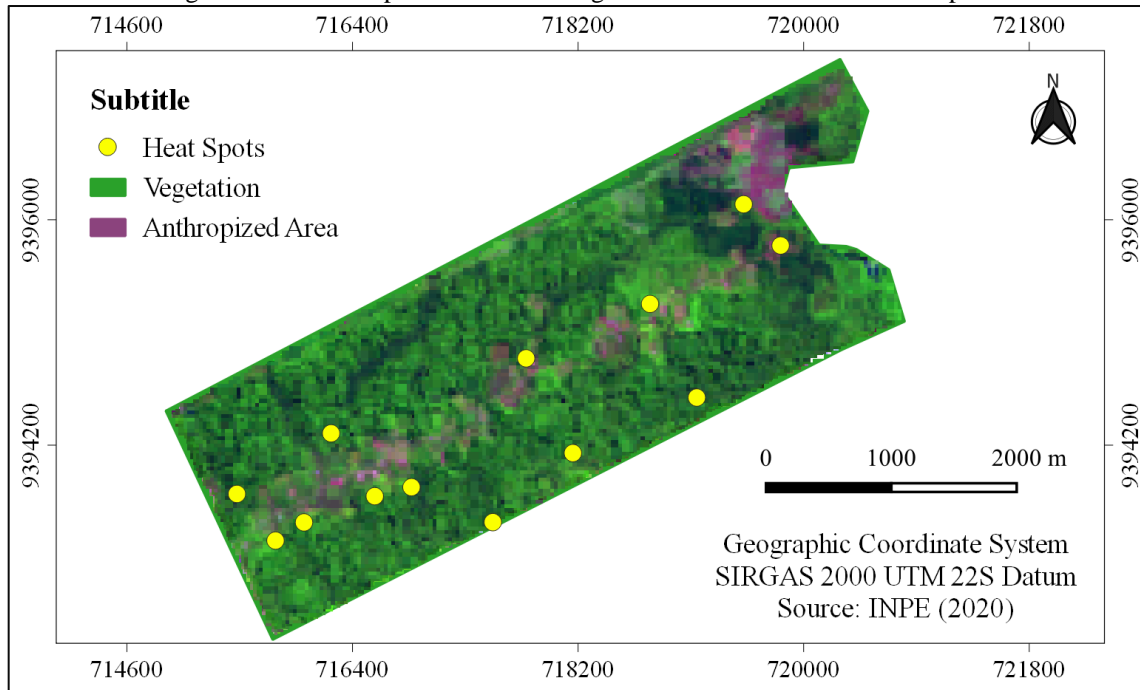 714600 716400 718200 720000 721800
N
Subtitle
Heat Spots
Vegetation
Anthropized Area
9396000 9396000
9394200 9394200
0 1000 2000 m
Geographic Coordinate System
SIRGAS 2000 UTM 22S Datum
Source: INPE (2020)
714600 716400 718200 720000 721800